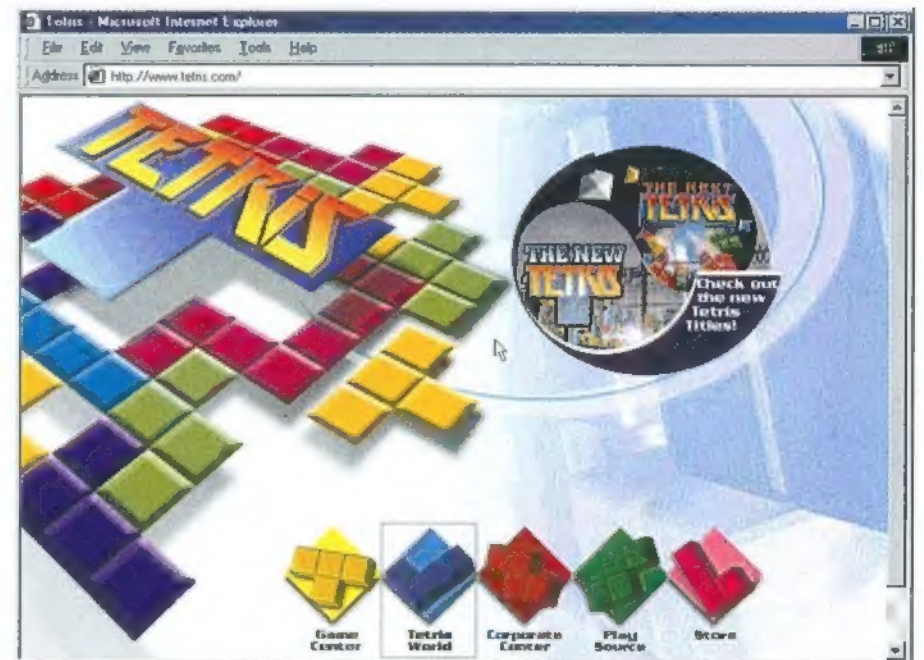 Tetris - Microsoft Internet Explorer
File Edit View Favorites Tools Help
Address http://www.tetris.com/
TETRIS
THE NEXT
TETRIS
THE NEW
TETRIS
Check out
the new
Tetris
Titles!
Game
Center
Tetris
World
Corporate
Center
Play
Source
Store